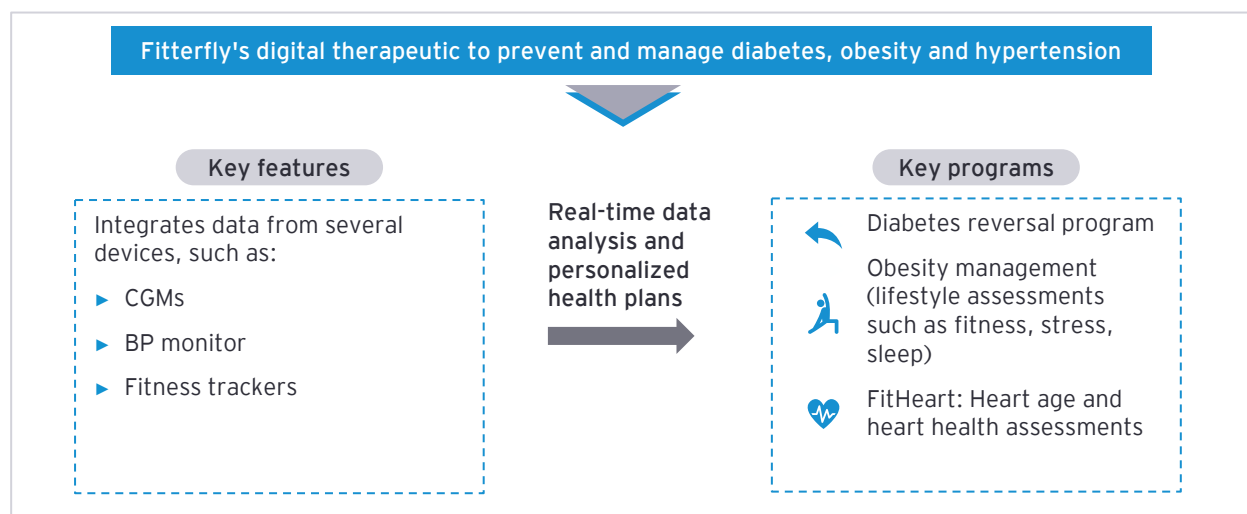 Fitterfly's digital therapeutic to prevent and manage diabetes, obesity and hypertension
Key features
Integrates data from several
devices, such as:
► CGMs
► BP monitor
► Fitness trackers
Real-time data
analysis and
personalized
health plans
Key programs
Diabetes reversal program
Obesity management
(lifestyle assessments
such as fitness, stress,
sleep)
FitHeart: Heart age and
heart health assessments